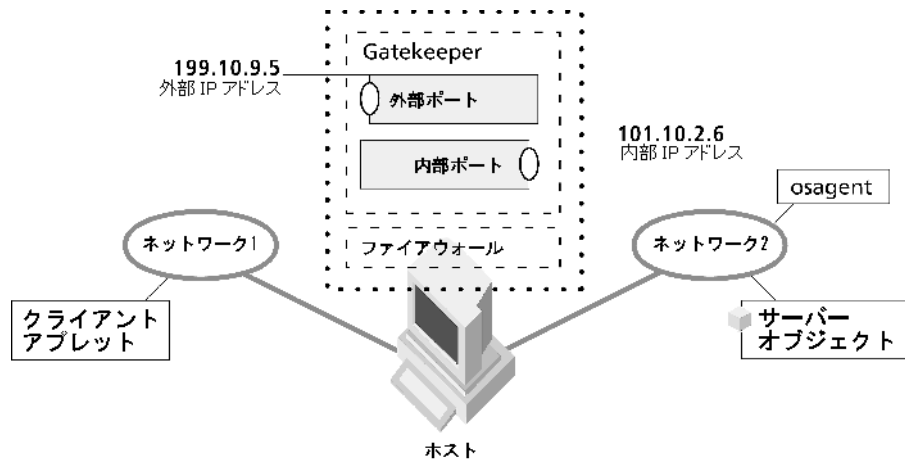 Gatekeeper
199.10.9.5
外部 IP アドレス
外部ポート
101.10.2.6
内部 IP アドレス
内部ポート
osagent
ネットワーク1
ファイアウォール
ネットワーク2
クライアント
アプレット
サーバー
オブジェクト
ホスト